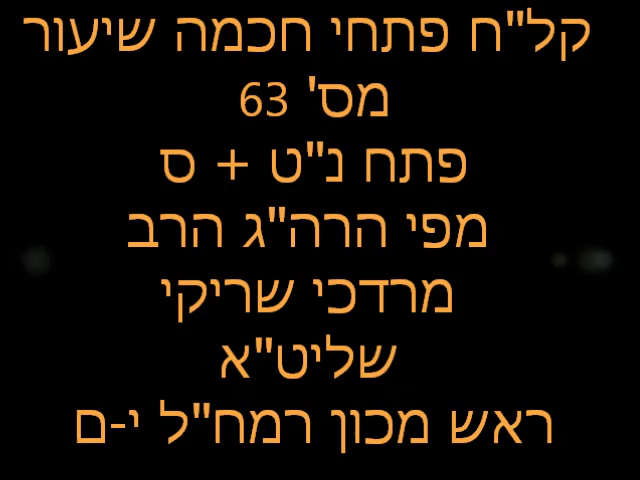 קל"ח פתחי חכמה שיעור
מס' 63
פתח נ"ט + ס
מפי הרה"ג הרב
מרדכי שריקי
שליט"א
ראש מכון רמח"ל י-ם